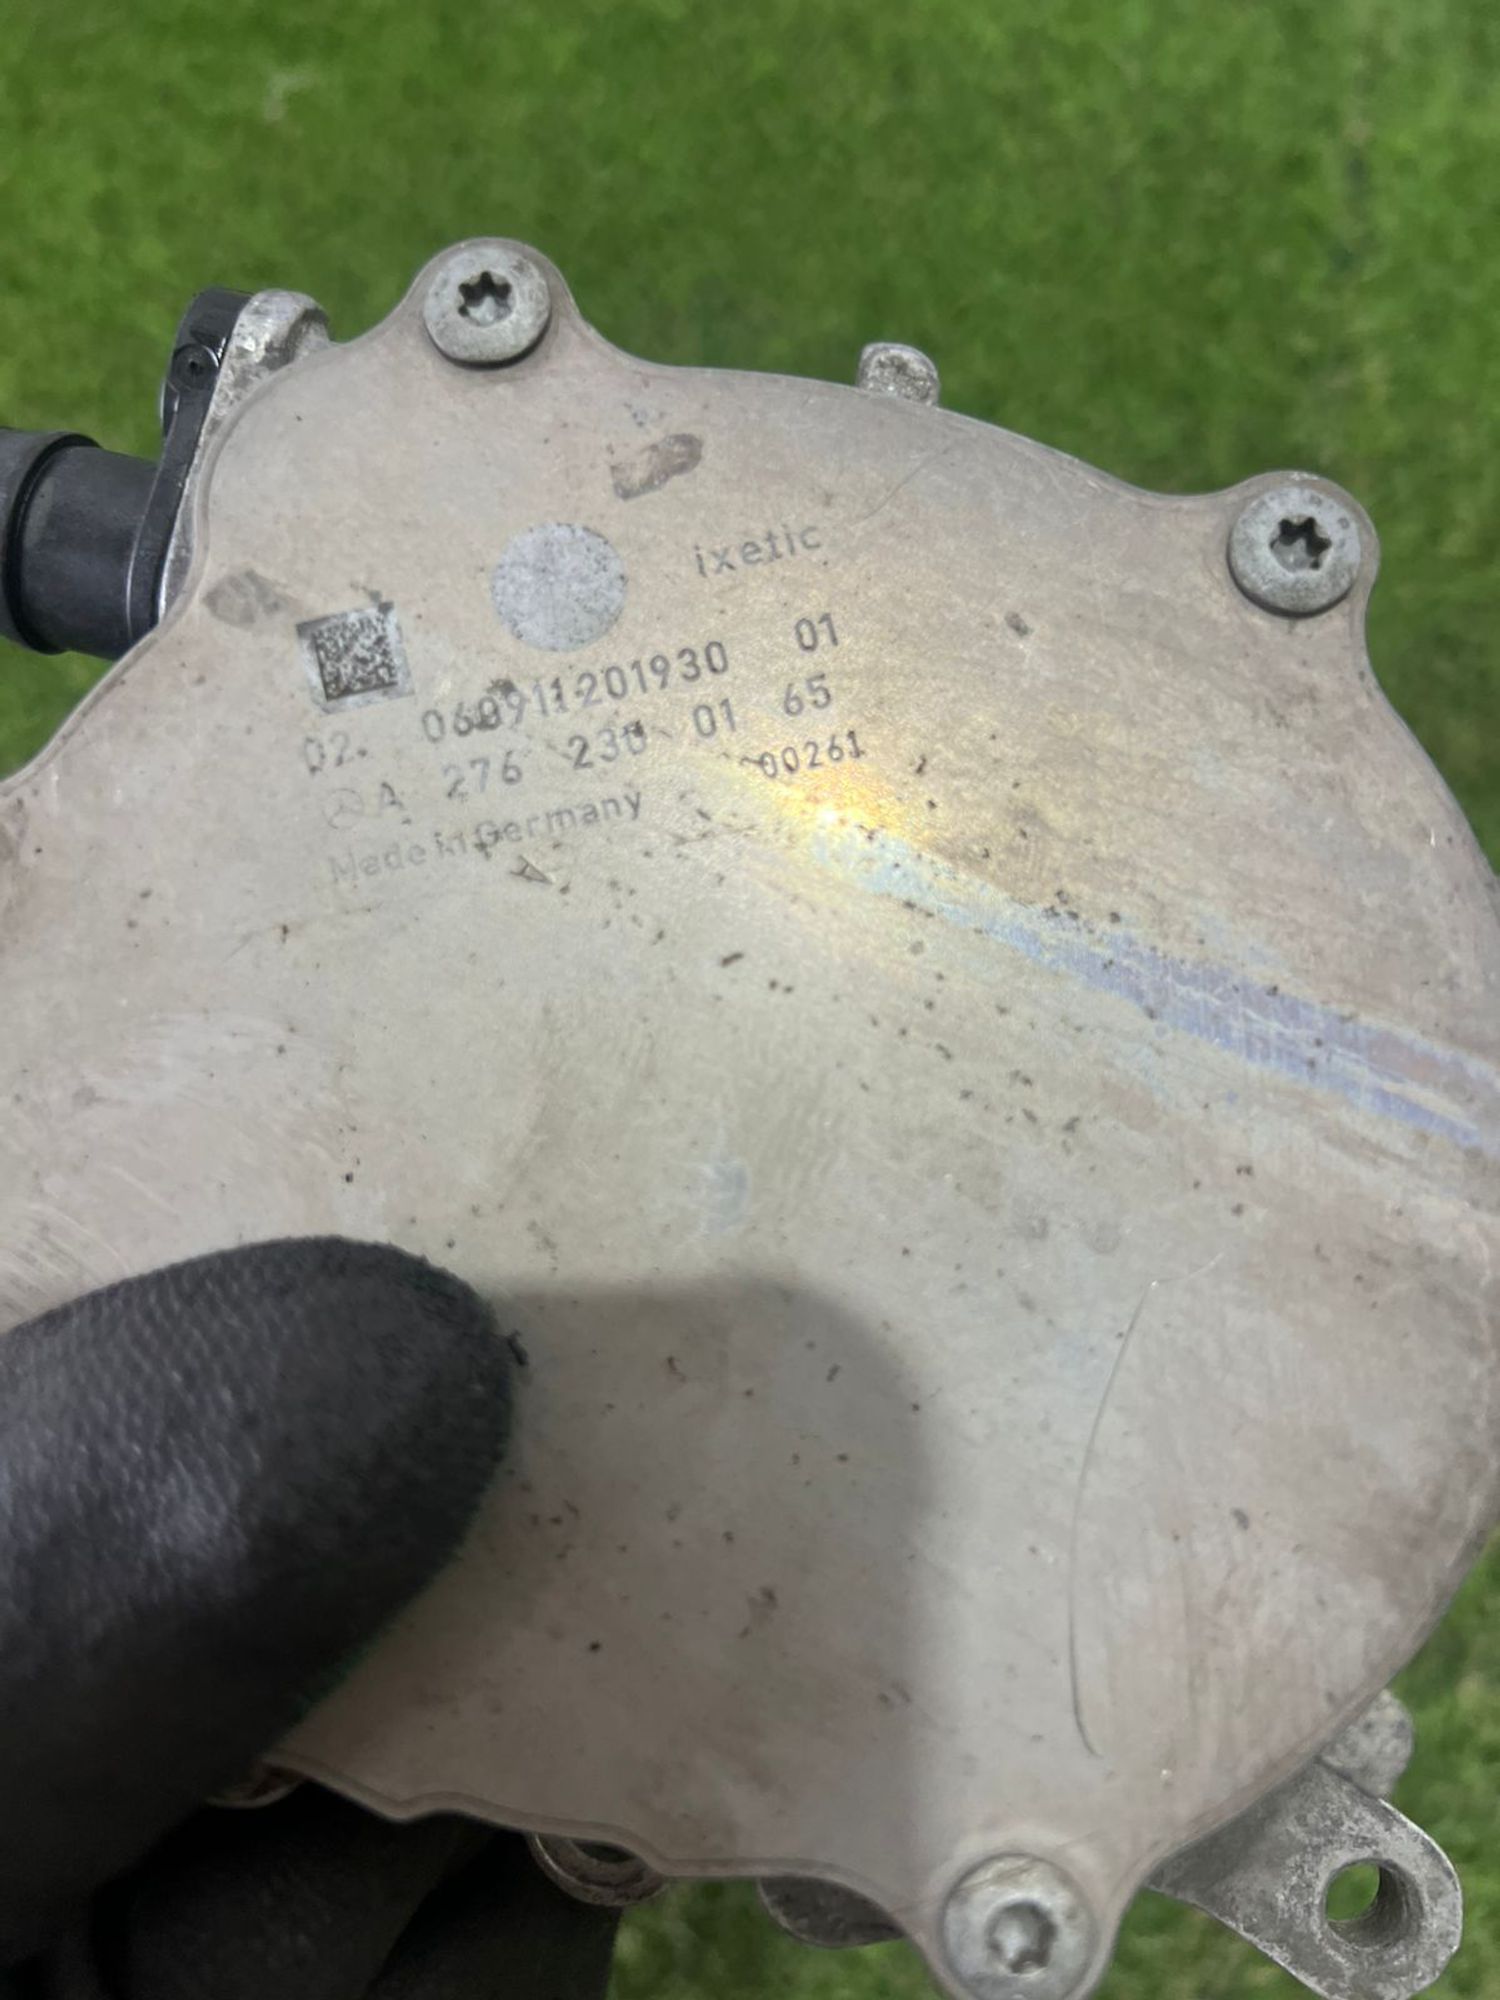 ixetic
02. 060911201930 01
A 276 230 01 65
00261
Made in Germany